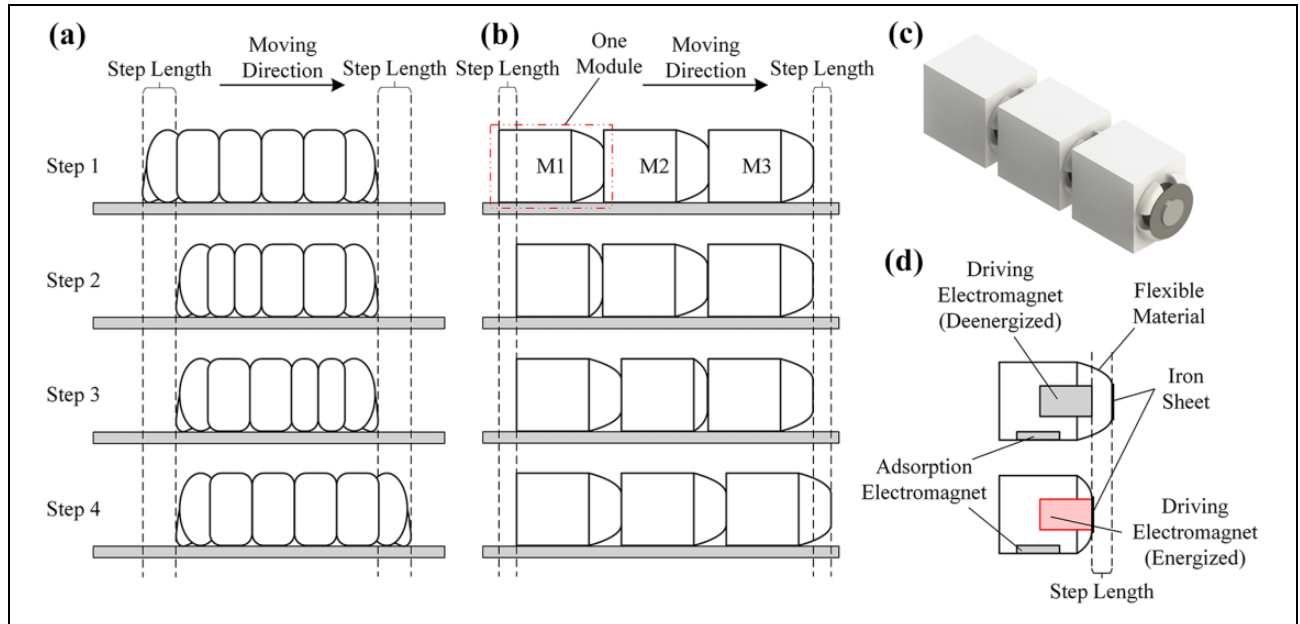 (a)
Moving
Direction
Step Length
Step Length
Step 1
Step 2
Step 3
Step 4
(b)
One
Module
Moving
Direction
Step Length
Step Length
M1
M2
M3
(c)
(d)
Driving
Electromagnet
(Deenergized)
Flexible
Material
Iron
Sheet
Adsorption
Electromagnet
Driving
Electromagnet
(Energized)
Step Length